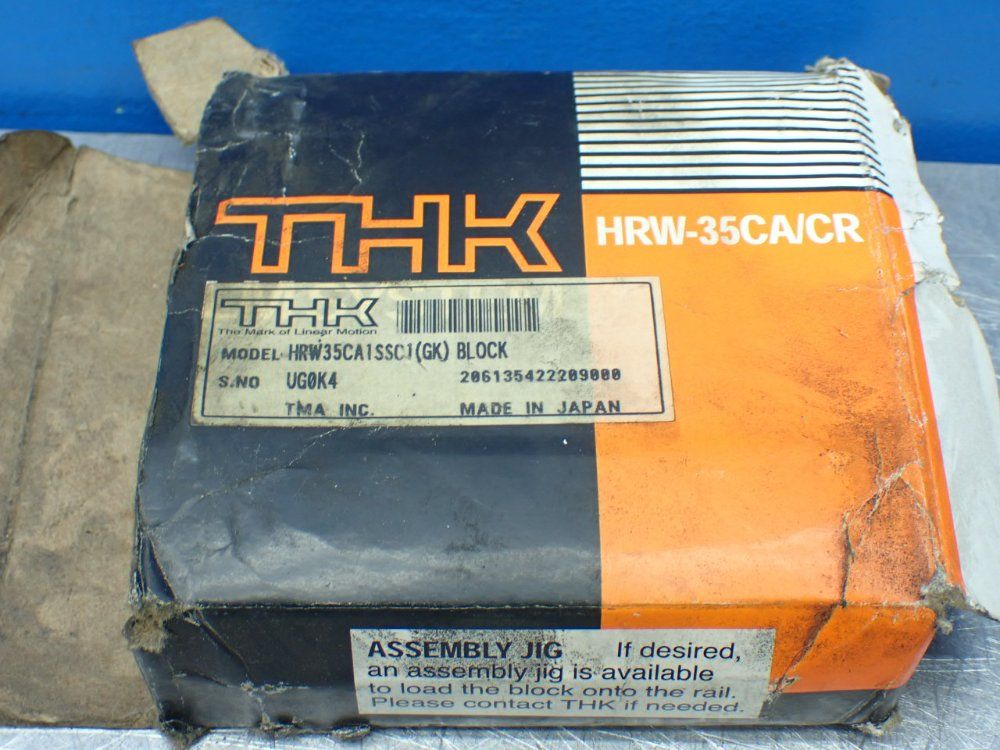 THK
HRW-35CA/CR
THK
The Mark of Linear Motion
MODEL HRW35CA1SSC1(GK) BLOCK
S.NO UG0K4 206135422209000
TMA INC. MADE IN JAPAN
ASSEMBLY JIG If desired,
an assembly jig is available
to load the block onto the rail.
Please contact THK if needed.